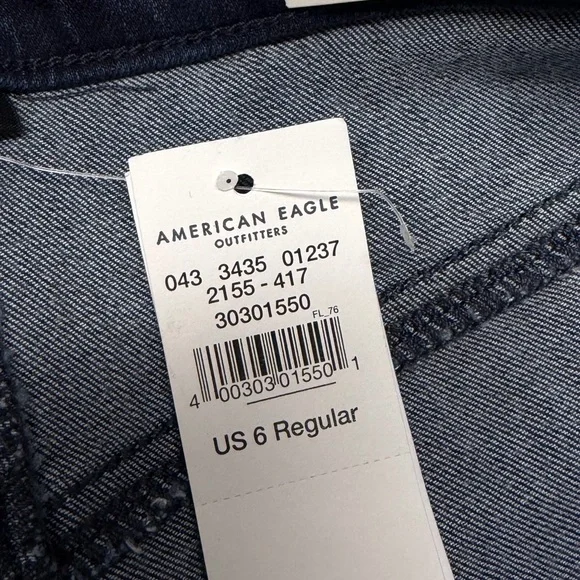 AMERICAN EAGLE
OUTFITTERS
043 3435 01237
2155 - 417
30301550
FL_76
4 00303 01550 1
US 6 Regular